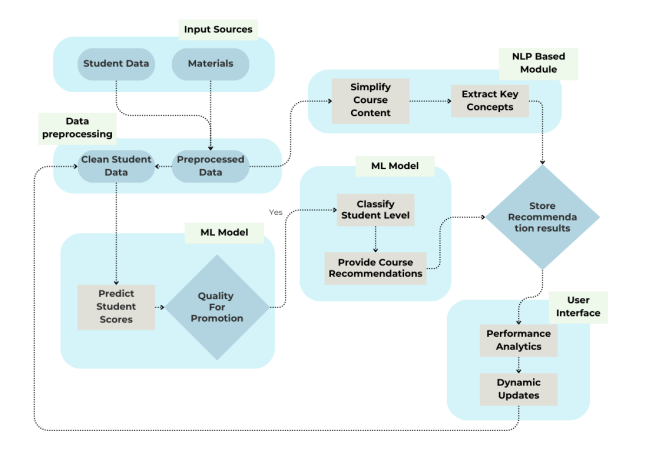 Input Sources
Student Data
Materials
NLP Based
Module
Simplify
Course
Content
Extract Key
Concepts
Data
preprocessing
Clean Student
Data
Preprocessed
Data
ML Model
Classify
Student Level
Provide Course
Recommendations
Yes
Store
Recommenda
tion results
ML Model
Predict
Student
Scores
Quality
For
Promotion
User
Interface
Performance
Analytics
Dynamic
Updates